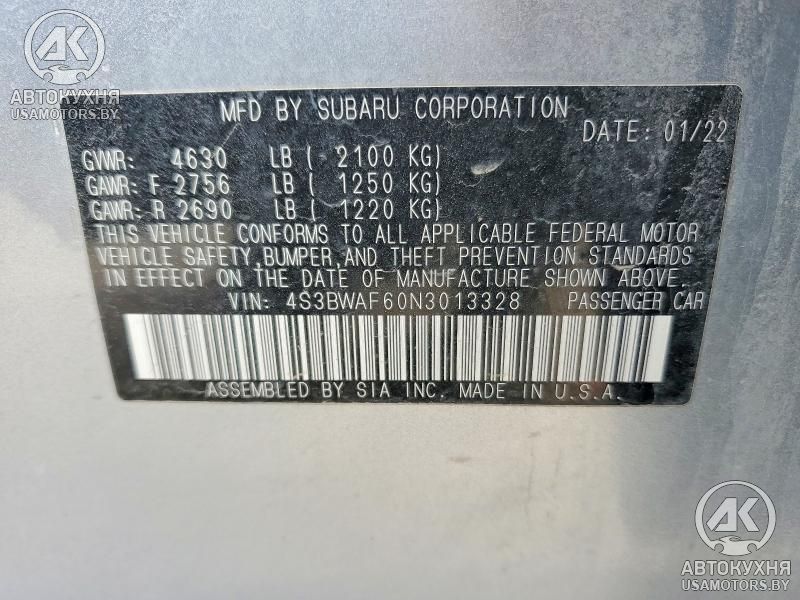 AK
АВТОКУХНЯ
USAMOTORS.BY
MFD BY SUBARU CORPORATION
DATE: 01/22
GVWR: 4630 LB ( 2100 KG)
GAWR: F 2756 LB ( 1250 KG)
GAWR: R 2690 LB ( 1220 KG)
THIS VEHICLE CONFORMS TO ALL APPLICABLE FEDERAL MOTOR
VEHICLE SAFETY, BUMPER, AND THEFT PREVENTION STANDARDS
IN EFFECT ON THE DATE OF MANUFACTURE SHOWN ABOVE.
VIN: 4S3BWAF60N3013328 PASSENGER CAR
ASSEMBLED BY SIA INC. MADE IN U.S.A.
AK
АВТОКУХНЯ
USAMOTORS.BY